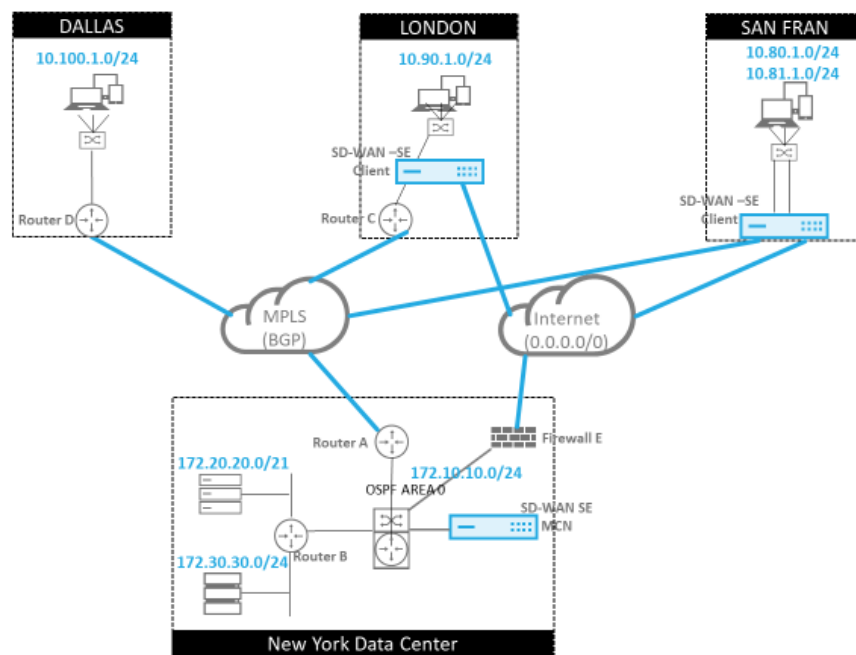 DALLAS
10.100.1.0/24
Router D
LONDON
10.90.1.0/24
SD-WAN –SE
Client
Router C
SAN FRAN
10.80.1.0/24
10.81.1.0/24
SD-WAN –SE
Client
MPLS
(BGP)
Internet
(0.0.0.0/0)
Router A
Firewall E
172.20.20.0/21
172.10.10.0/24
OSPF AREA 0
SD-WAN SE
MCN
Router B
172.30.30.0/24
New York Data Center